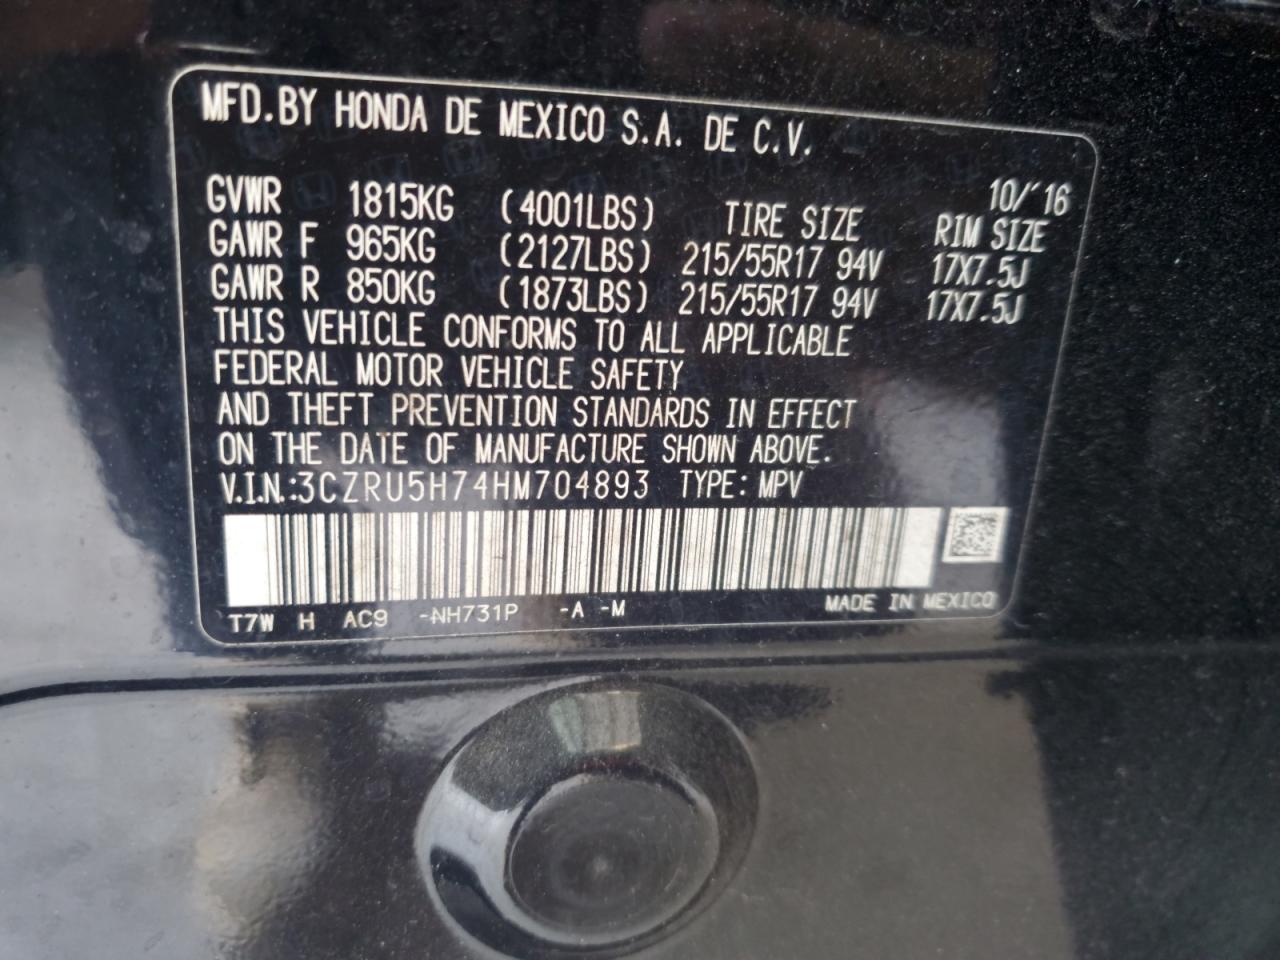 MFD.BY HONDA DE MEXICO S.A. DE C.V.
10/'16
GVWR 1815KG (4001LBS) TIRE SIZE RIM SIZE
GAWR F 965KG (2127LBS) 215/55R17 94V 17X7.5J
GAWR R 850KG (1873LBS) 215/55R17 94V 17X7.5J
THIS VEHICLE CONFORMS TO ALL APPLICABLE
FEDERAL MOTOR VEHICLE SAFETY
AND THEFT PREVENTION STANDARDS IN EFFECT
ON THE DATE OF MANUFACTURE SHOWN ABOVE.
V.I.N.:3CZRU5H74HM704893 TYPE: MPV
T7W H AC9 -NH731P -A -M MADE IN MEXICO